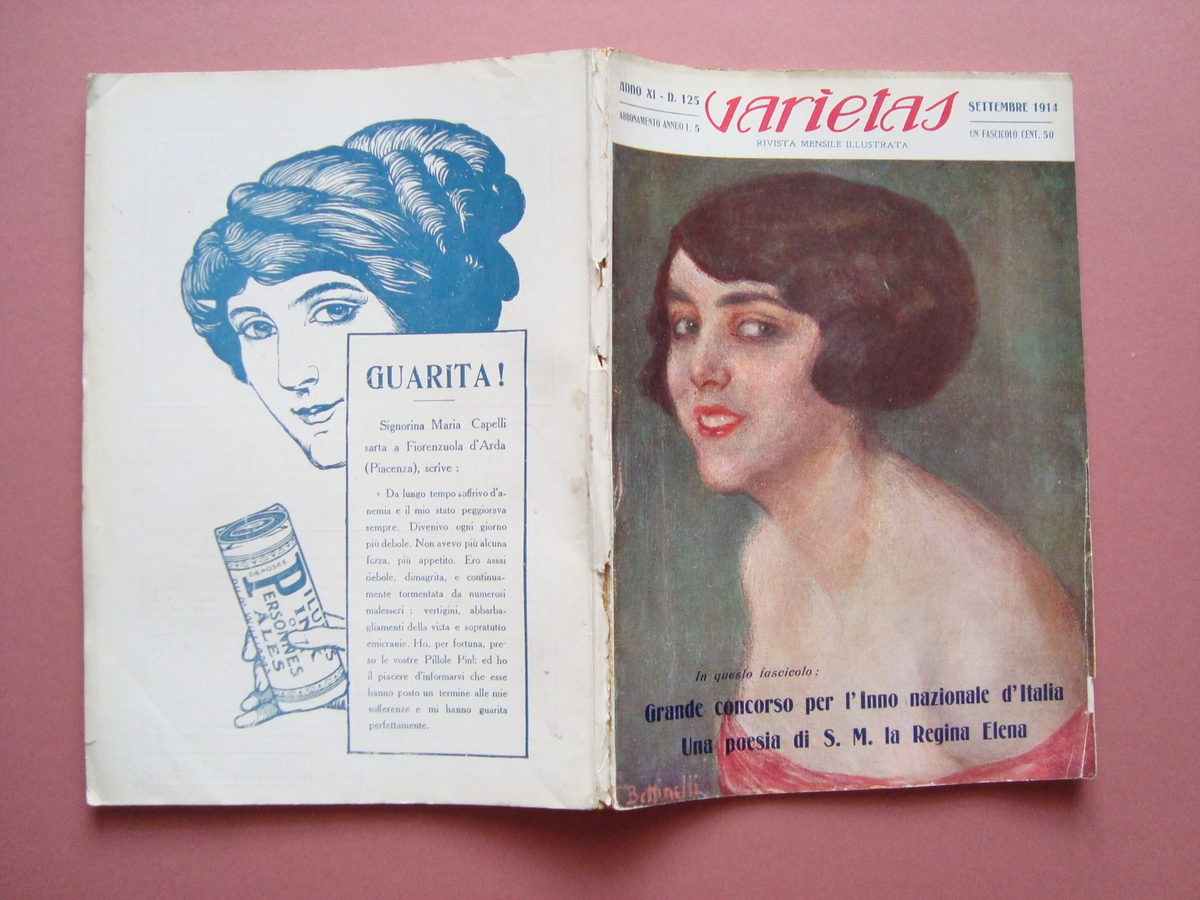 GUARITA!
Signorina Maria Capelli
sarta a Fiorenzuola d'Arda
(Piacenza), scrive :
« Da lungo tempo soffrivo d'a-
nemia e il mio stato peggiorava
sempre. Divenivo ogni giorno
più debole. Non avevo più alcuna
forza, più appetito. Ero assai
debole, dimagrita, e continua-
mente tormentata da numerosi
malesseri ; vertigini, abbarba-
gliamenti della vista e sopratutto
emicranie. Ho, per fortuna, pre-
so le vostre Pillole Pink ed ho
il piacere d'informarvi che esse
hanno posto un termine alle mie
sofferenze e mi hanno guarita
perfettamente.
DEPOSÉE
PILULES
PINK
PERSONNES
PALES
ANNO XI - N. 125
ABBONAMENTO ANNUO L. 5
varietas
RIVISTA MENSILE ILLUSTRATA
SETTEMBRE 1914
UN FASCICOLO CENT. 50
In questo fascicolo :
Grande concorso per l'Inno nazionale d'Italia
Una poesia di S. M. la Regina Elena
Bettinelli